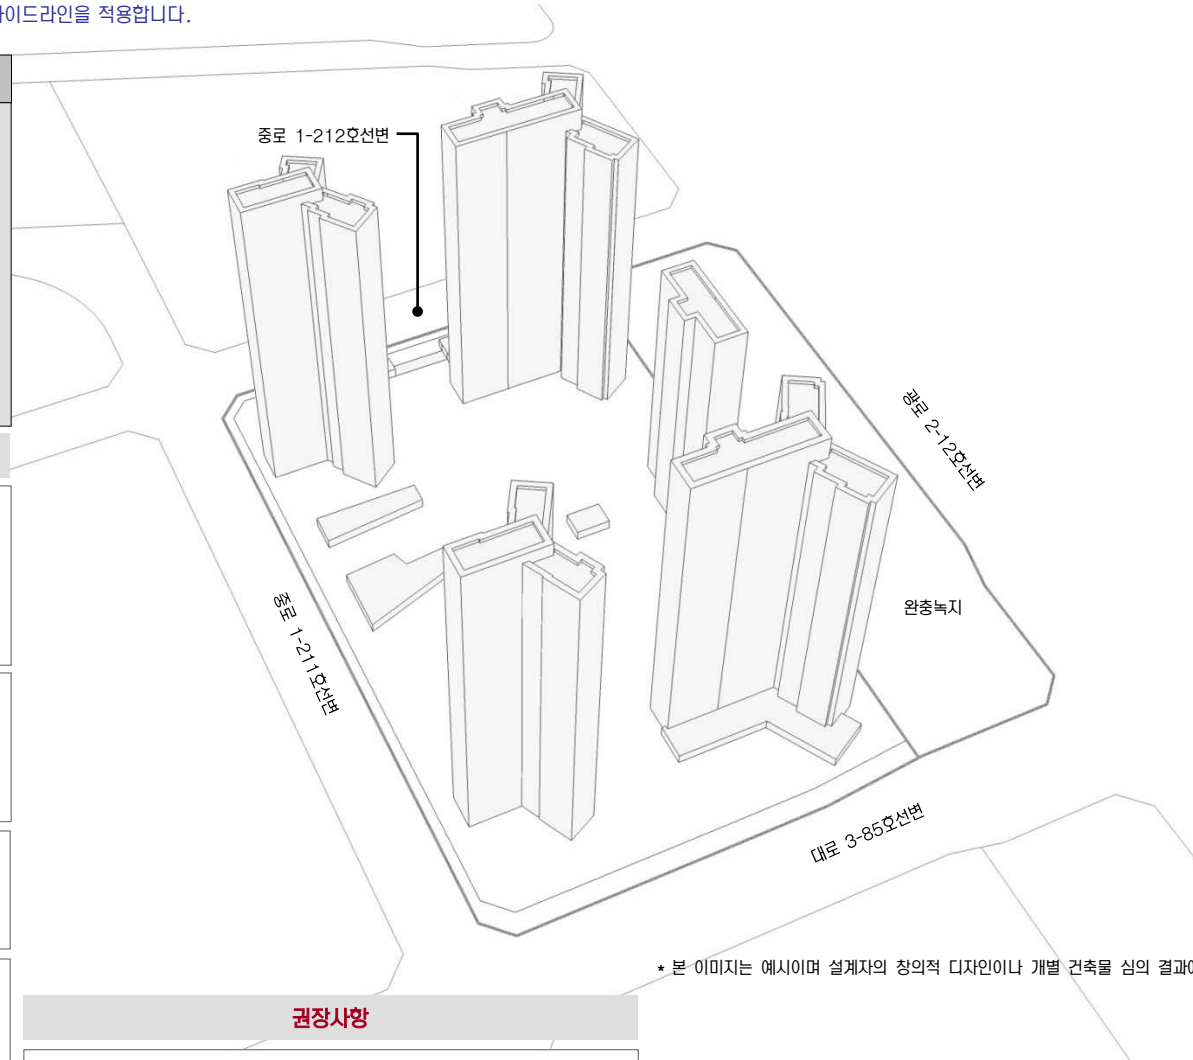 이드라인을 적용합니다.
중로 1-212호선변
광로 2-12호선변
완충녹지
중로 1-211호선변
대로 3-85호선변
* 본 이미지는 예시이며 설계자의 창의적 디자인이나 개별 건축물 심의 결과에
권장사항